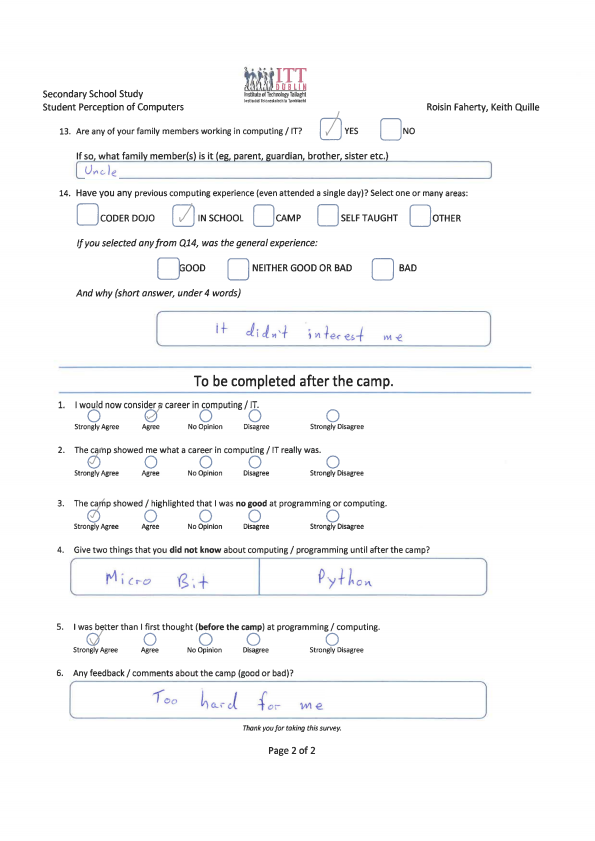 ITT
DUBLIN
Institute of Technology Tallaght
Secondary School Study
Student Perception of Computers
Roisin Faherty, Keith Quille
13. Are any of your family members working in computing / IT? YES NO
If so, what family member(s) is it (eg, parent, guardian, brother, sister etc.)
Uncle
14. Have you any previous computing experience (even attended a single day)? Select one or many areas:
CODER DOJO IN SCHOOL CAMP SELF TAUGHT OTHER
If you selected any from Q14, was the general experience:
GOOD NEITHER GOOD OR BAD BAD
And why (short answer, under 4 words)
It didn't interest me
To be completed after the camp.
1. I would now consider a career in computing / IT.
Strongly Agree Agree No Opinion Disagree Strongly Disagree
2. The camp showed me what a career in computing / IT really was.
Strongly Agree Agree No Opinion Disagree Strongly Disagree
3. The camp showed / highlighted that I was no good at programming or computing.
Strongly Agree Agree No Opinion Disagree Strongly Disagree
4. Give two things that you did not know about computing / programming until after the camp?
Micro Bit Python
5. I was better than I first thought (before the camp) at programming / computing.
Strongly Agree Agree No Opinion Disagree Strongly Disagree
6. Any feedback / comments about the camp (good or bad)?
Too hard for me
Thank you for taking this survey.
Page 2 of 2